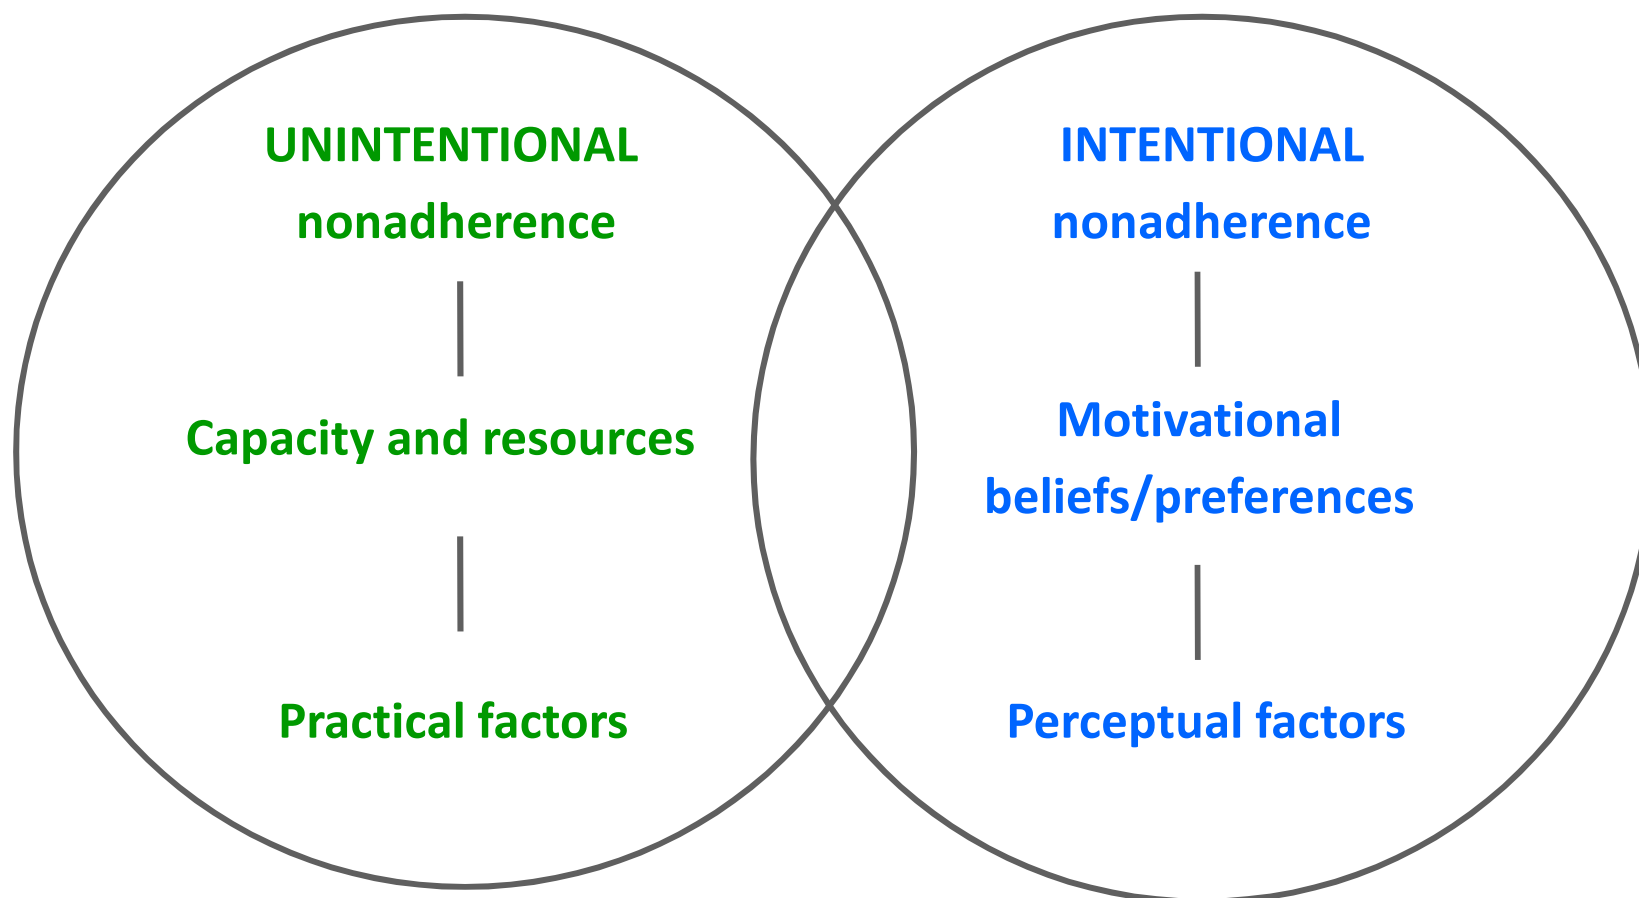 UNINTENTIONAL
nonadherence
Capacity and resources
Practical factors
INTENTIONAL
nonadherence
Motivational
beliefs/preferences
Perceptual factors